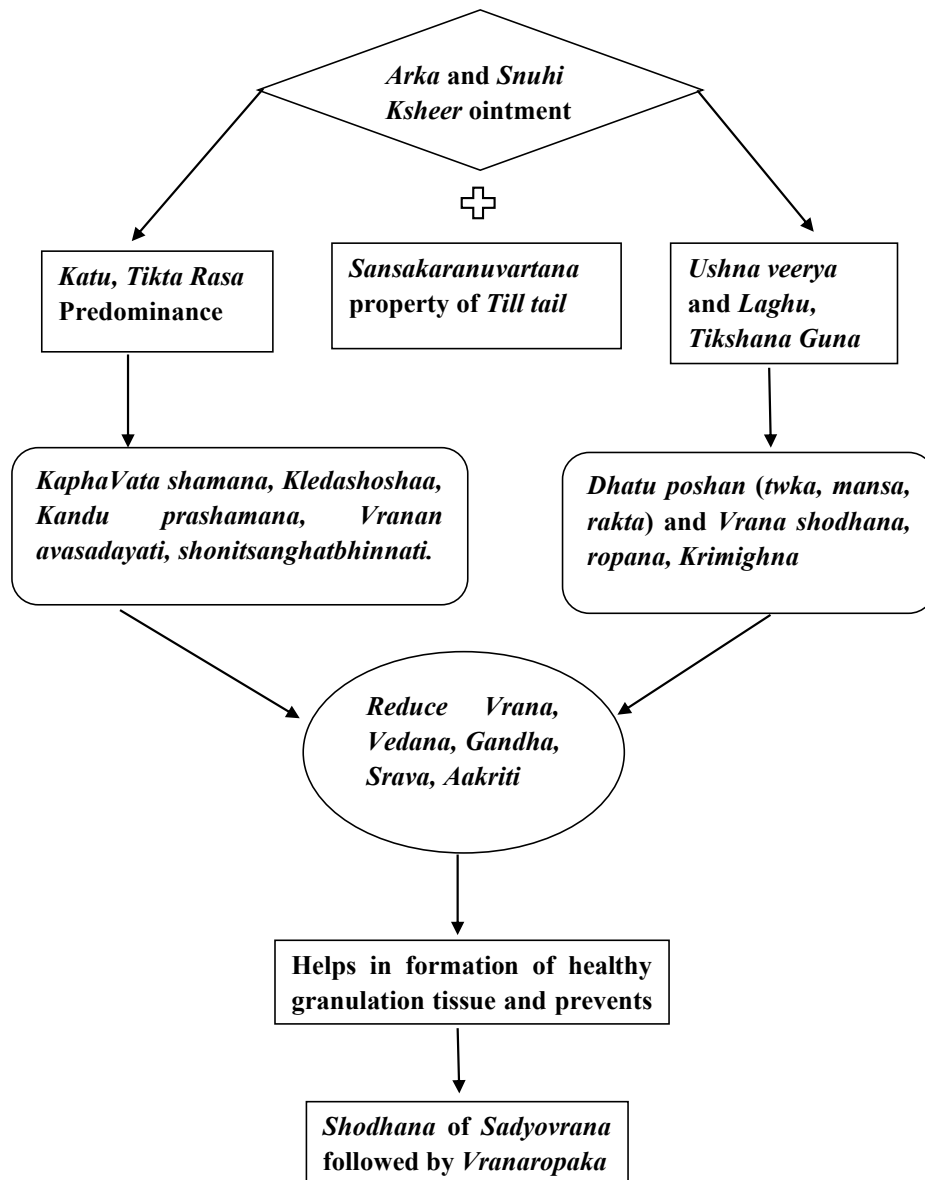 Arka and Snuhi
Ksheer ointment
Katu, Tikta Rasa
Predominance
Sansakaranuvartana
property of Till tail
Ushna veerya
and Laghu,
Tikshana Guna
KaphaVata shamana, Kledashoshaa,
Kandu prashamana, Vranan
avasadayati, shonitsanghatbhinnati.
Dhatu poshan (twka, mansa,
rakta) and Vrana shodhana,
ropana, Krimighna
Reduce Vrana,
Vedana, Gandha,
Srava, Aakriti
Helps in formation of healthy
granulation tissue and prevents
Shodhana of Sadyovrana
followed by Vranaropaka